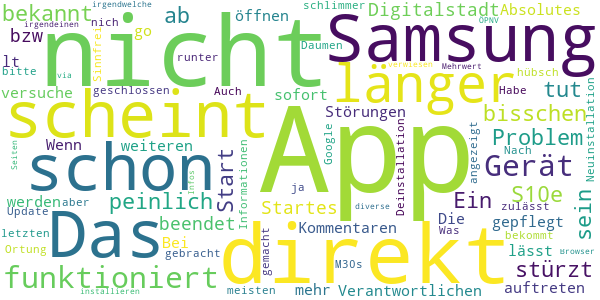 bekannt irgendwelche irgendeinen nich ab öffnen schlimmer Digitalstadt Absolutes ÖPNV
bzw Sinnfrei go runter Daumen bitte via Vergiesen Mehrwert
nicht Samsung
lt versuche geschlossen Auch sofort länger hübsch
scheint Störungen Habe tut bisschen
Wenn weiteren Google ja App angezeigt Problem Neuinstallation
schon Start Informationen Deinstallation Gerät Nach
werden peinlich Startes Ein S10e sein
Update aber beendet Kommentaren Die gepflegt zulässt
Das Was
letzten Bei gebracht direkt lässt bekommt
Ortung gemacht M30s diverse stürzt Browser
Seiten funktioniert Infos
installieren meisten mehr Verantwortlichen auftreten